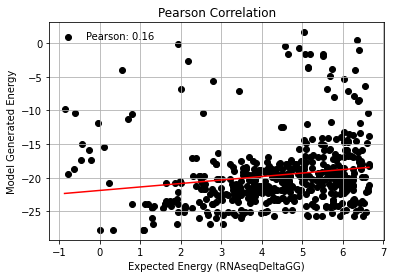 Pearson Correlation
Pearson: 0.16
Model Generated Energy
0
−5
−10
−15
−20
−25
−1 0 1 2 3 4 5 6 7
Expected Energy (RNAseqDeltaGG)